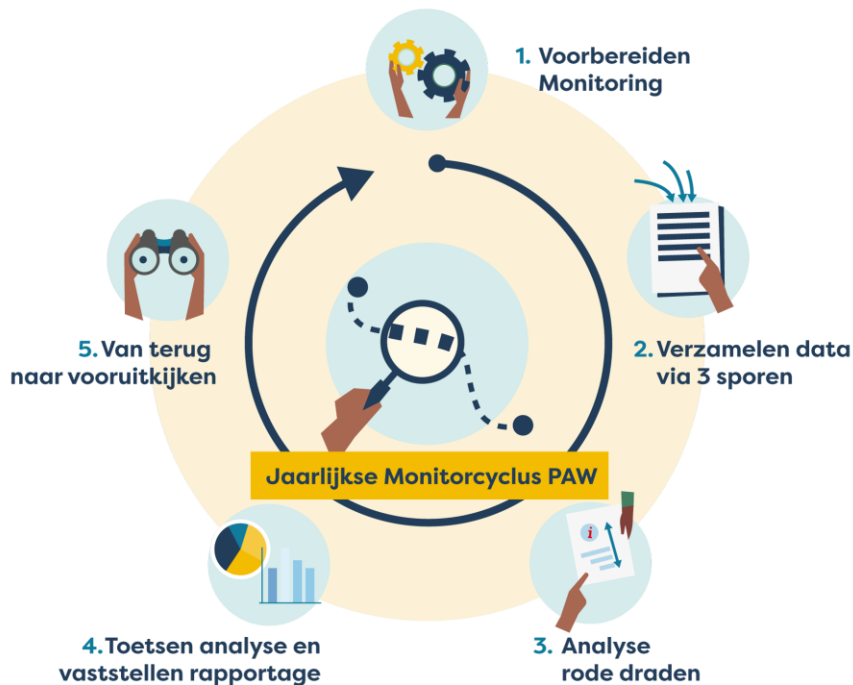 1. Voorbereiden
Monitoring
2. Verzamelen data
via 3 sporen
3. Analyse
rode draden
4. Toetsen analyse en
vaststellen rapportage
5. Van terug
naar vooruitkijken
Jaarlijkse Monitorcyclus PAW
i